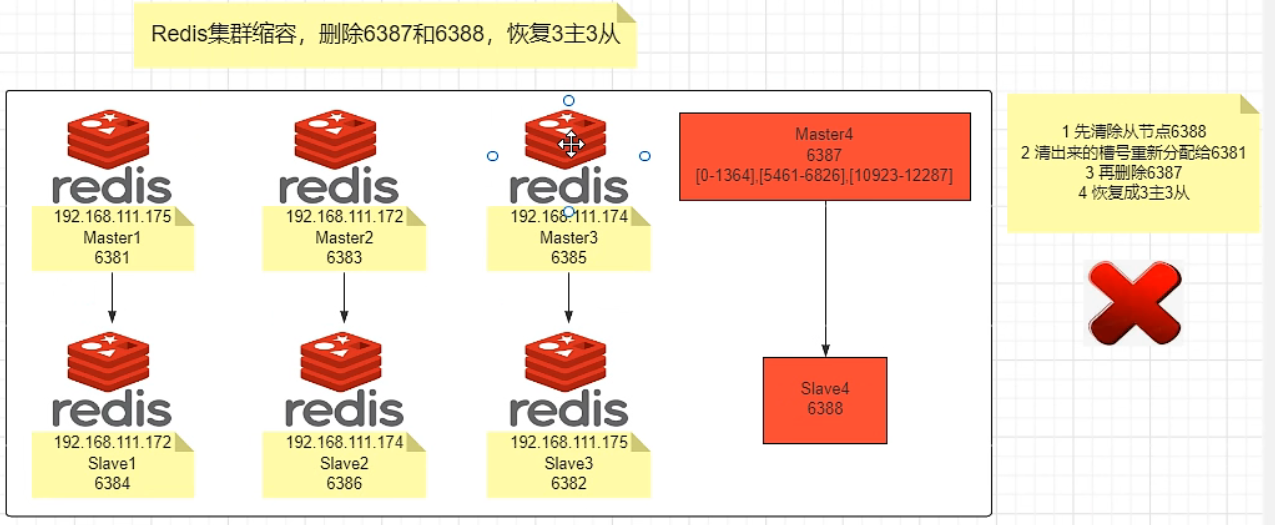 Redis集群缩容，删除6387和6388，恢复3主3从
redis
192.168.111.175
Master1
6381
redis
192.168.111.172
Master2
6383
redis
192.168.111.174
Master3
6385
Master4
6387
[0-1364],[5461-6826],[10923-12287]
1 先清除从节点6388
2 清出来的槽号重新分配给6381
3 再删除6387
4 恢复成3主3从
redis
192.168.111.172
Slave1
6384
redis
192.168.111.174
Slave2
6386
redis
192.168.111.175
Slave3
6382
Slave4
6388